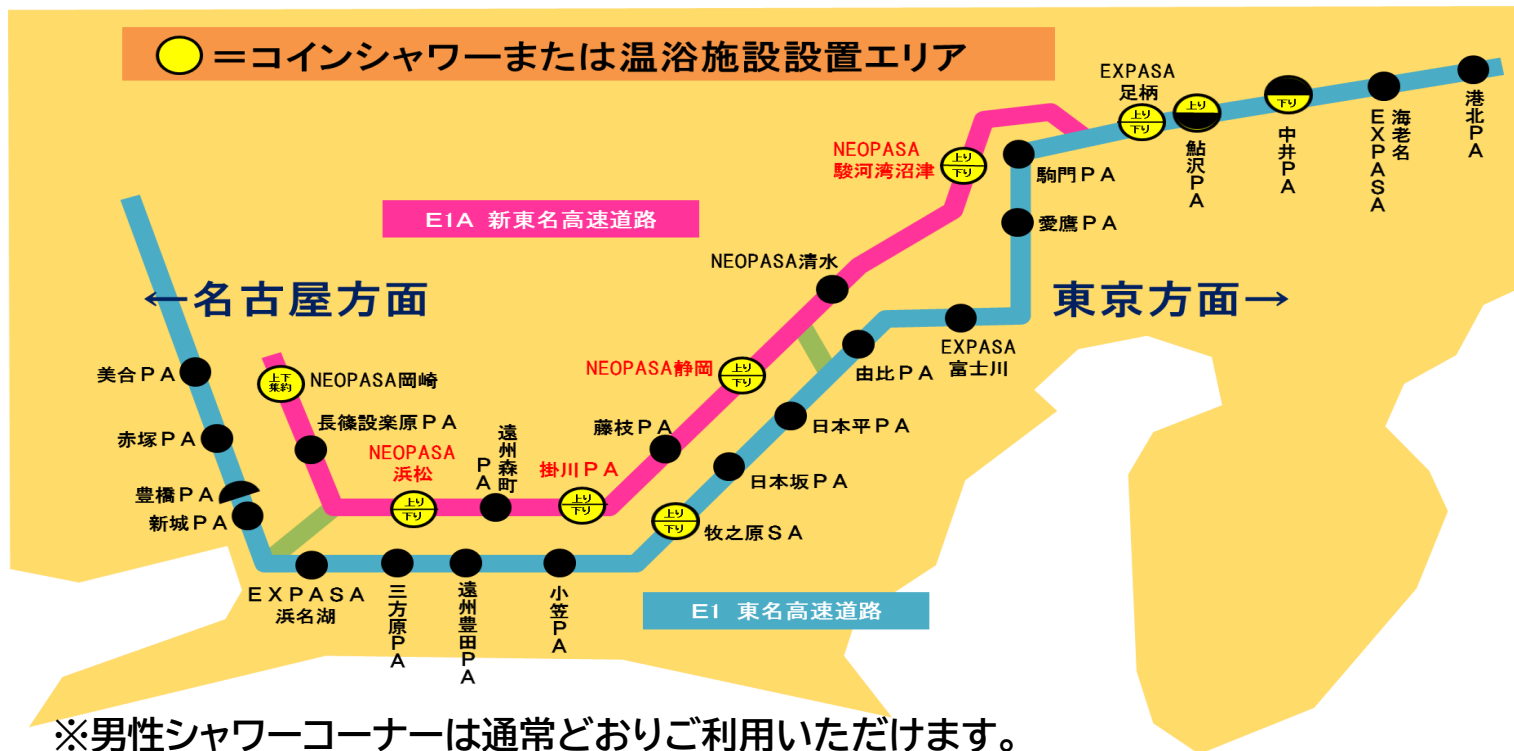 ＝コインシャワーまたは温浴施設設置エリア
港北ＰＡ
海老名
ＥＸＰＡＳＡ
中井ＰＡ
下り
鮎沢ＰＡ
上り
EXPASA
足柄
上り
下り
駒門ＰＡ
愛鷹ＰＡ
NEOPASA
駿河湾沼津
上り
下り
E1A 新東名高速道路
NEOPASA清水
←名古屋方面
東京方面→
EXPASA
富士川
由比ＰＡ
NEOPASA静岡
上り
下り
日本平ＰＡ
藤枝ＰＡ
日本坂ＰＡ
美合ＰＡ
上下
集約
NEOPASA岡崎
赤塚ＰＡ
長篠設楽原ＰＡ
NEOPASA
浜松
上り
下り
遠州森町
ＰＡ
掛川ＰＡ
上り
下り
豊橋ＰＡ
新城ＰＡ
上り
下り
牧之原ＳＡ
ＥＸＰＡＳＡ
浜名湖
三方原ＰＡ
遠州豊田ＰＡ
小笠ＰＡ
E1 東名高速道路
※男性シャワーコーナーは通常どおりご利用いただけます。